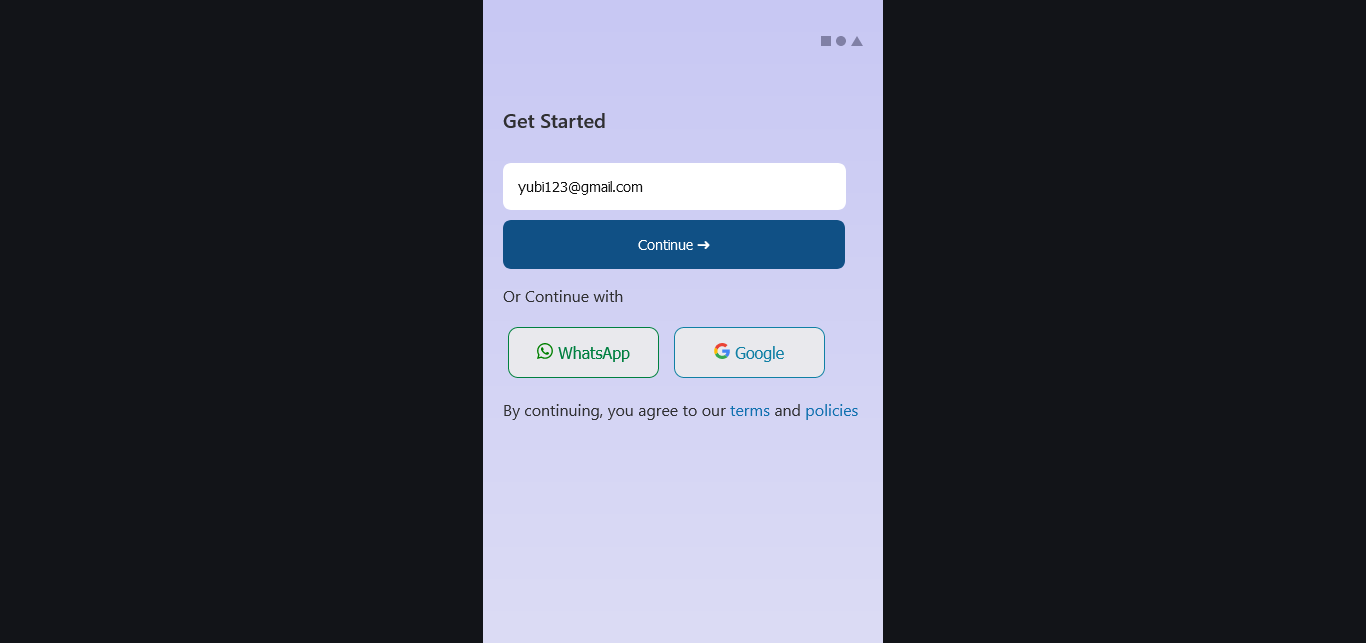 Get Started
yubi123@gmail.com
Continue ➜
Or Continue with
WhatsApp
Google
By continuing, you agree to our terms and policies